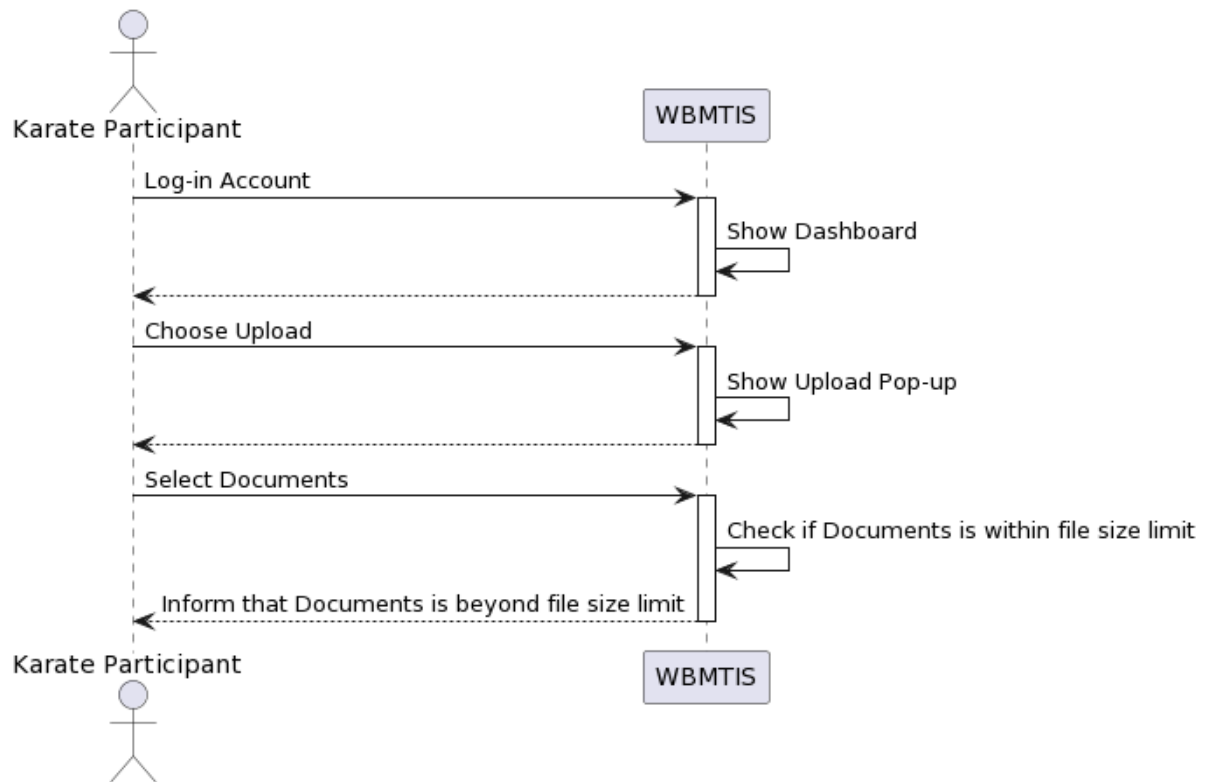 Karate Participant
WBMTIS
Log-in Account
Show Dashboard
Choose Upload
Show Upload Pop-up
Select Documents
Check if Documents is within file size limit
Inform that Documents is beyond file size limit
Karate Participant
WBMTIS